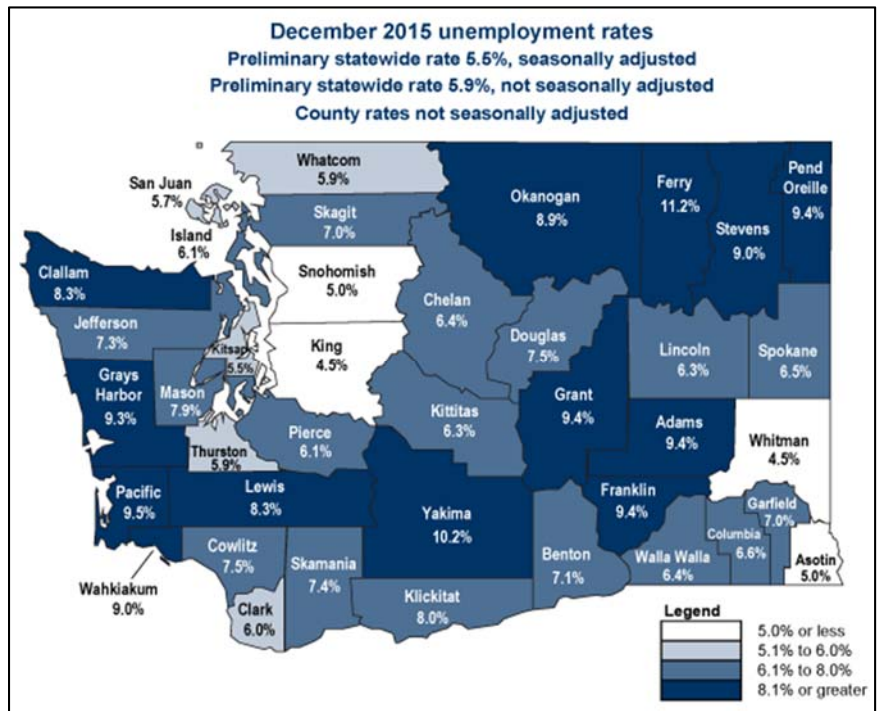 December 2015 unemployment rates
Preliminary statewide rate 5.5%, seasonally adjusted
Preliminary statewide rate 5.9%, not seasonally adjusted
County rates not seasonally adjusted
Whatcom
5.9%
San Juan
5.7%
Skagit
7.0%
Island
6.1%
Okanogan
8.9%
Ferry
11.2%
Stevens
9.0%
Pend
Oreille
9.4%
Clallam
8.3%
Snohomish
5.0%
Chelan
6.4%
Jefferson
7.3%
Kitsap
5.5%
King
4.5%
Douglas
7.5%
Lincoln
6.3%
Spokane
6.5%
Grays
Harbor
9.3%
Mason
7.9%
Grant
9.4%
Kittitas
6.3%
Adams
9.4%
Pierce
6.1%
Whitman
4.5%
Thurston
5.9%
Pacific
9.5%
Lewis
8.3%
Yakima
10.2%
Franklin
9.4%
Garfield
7.0%
Columbia
6.6%
Cowlitz
7.5%
Skamania
7.4%
Benton
7.1%
Walla Walla
6.4%
Asotin
5.0%
Wahkiakum
9.0%
Clark
6.0%
Klickitat
8.0%
Legend
5.0% or less
5.1% to 6.0%
6.1% to 8.0%
8.1% or greater